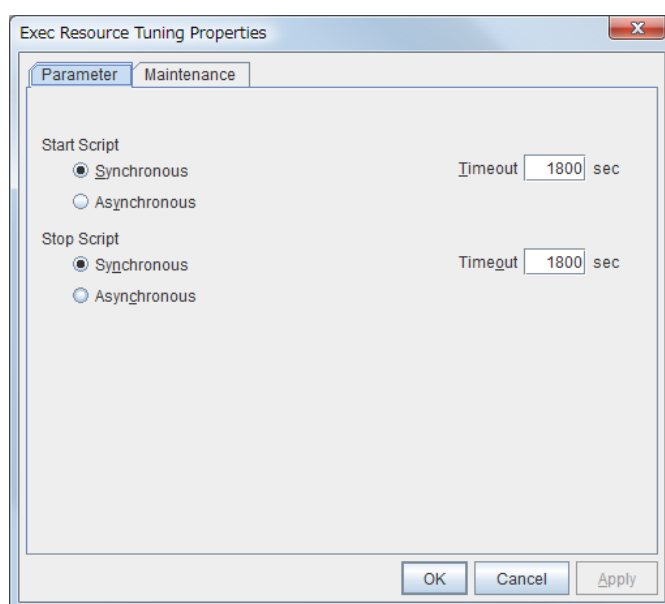 Exec Resource Tuning Properties
Parameter Maintenance
Start Script
Synchronous Timeout 1800 sec
Asynchronous
Stop Script
Synchronous Timeout 1800 sec
Asynchronous
OK Cancel Apply